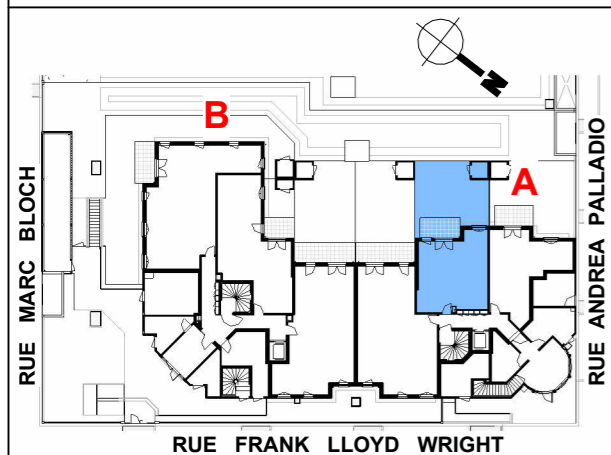 N
B
A
RUE MARC BLOCH
RUE ANDREA PALLADIO
RUE FRANK LLOYD WRIGHT